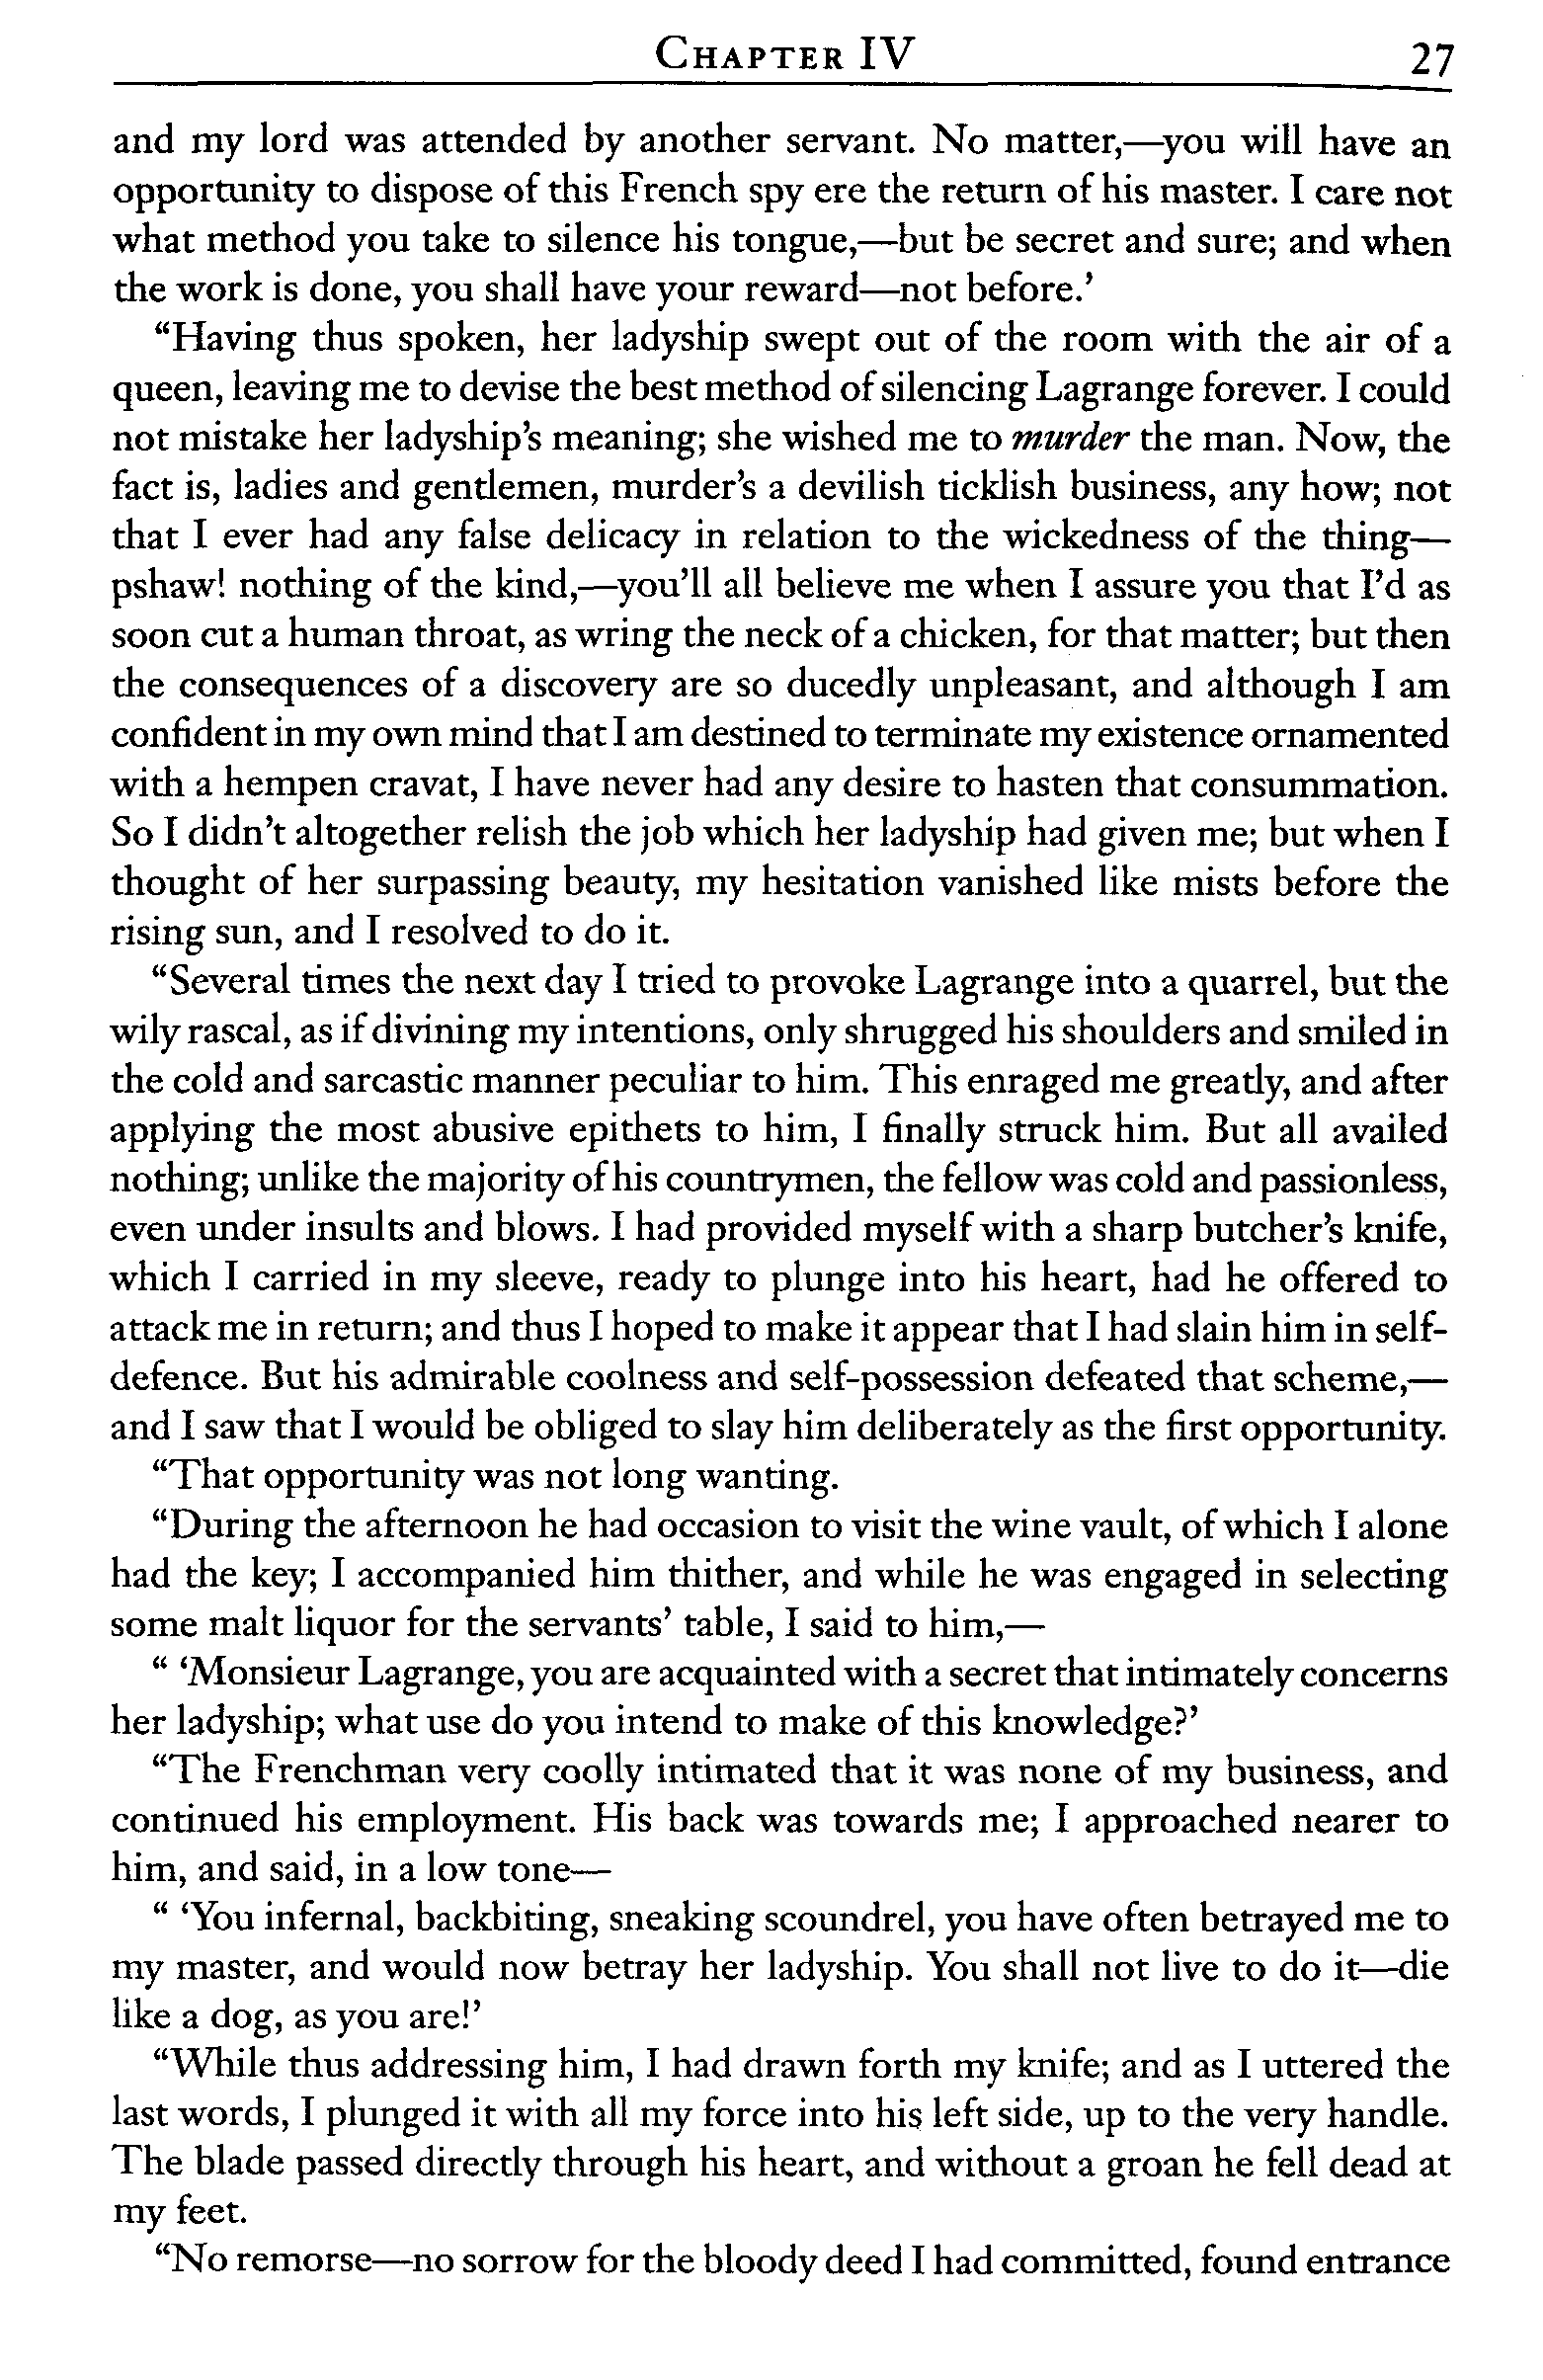 CHAPTER IV 27
and my lord was attended by another servant. No matter,—you will have an
opportunity to dispose of this French spy ere the return of his master. I care not
what method you take to silence his tongue,—but be secret and sure; and when
the work is done, you shall have your reward—not before.’
“Having thus spoken, her ladyship swept out of the room with the air of a
queen, leaving me to devise the best method of silencing Lagrange forever. I could
not mistake her ladyship’s meaning; she wished me to murder the man. Now, the
fact is, ladies and gentlemen, murder’s a devilish ticklish business, any how; not
that I ever had any false delicacy in relation to the wickedness of the thing—
pshaw! nothing of the kind,—you’ll all believe me when I assure you that I’d as
soon cut a human throat, as wring the neck of a chicken, for that matter; but then
the consequences of a discovery are so ducedly unpleasant, and although I am
confident in my own mind that I am destined to terminate my existence ornamented
with a hempen cravat, I have never had any desire to hasten that consummation.
So I didn’t altogether relish the job which her ladyship had given me; but when I
thought of her surpassing beauty, my hesitation vanished like mists before the
rising sun, and I resolved to do it.
“Several times the next day I tried to provoke Lagrange into a quarrel, but the
wily rascal, as if divining my intentions, only shrugged his shoulders and smiled in
the cold and sarcastic manner peculiar to him. This enraged me greatly, and after
applying the most abusive epithets to him, I finally struck him. But all availed
nothing; unlike the majority of his countrymen, the fellow was cold and passionless,
even under insults and blows. I had provided myself with a sharp butcher’s knife,
which I carried in my sleeve, ready to plunge into his heart, had he offered to
attack me in return; and thus I hoped to make it appear that I had slain him in self-
defence. But his admirable coolness and self-possession defeated that scheme,—
and I saw that I would be obliged to slay him deliberately as the first opportunity.
“That opportunity was not long wanting.
“During the afternoon he had occasion to visit the wine vault, of which I alone
had the key; I accompanied him thither, and while he was engaged in selecting
some malt liquor for the servants’ table, I said to him,—
“ ‘Monsieur Lagrange, you are acquainted with a secret that intimately concerns
her ladyship; what use do you intend to make of this knowledge?’
“The Frenchman very coolly intimated that it was none of my business, and
continued his employment. His back was towards me; I approached nearer to
him, and said, in a low tone—
“ ‘You infernal, backbiting, sneaking scoundrel, you have often betrayed me to
my master, and would now betray her ladyship. You shall not live to do it—die
like a dog, as you are!’
“While thus addressing him, I had drawn forth my knife; and as I uttered the
last words, I plunged it with all my force into his left side, up to the very handle.
The blade passed directly through his heart, and without a groan he fell dead at
my feet.
“No remorse—no sorrow for the bloody deed I had committed, found entrance